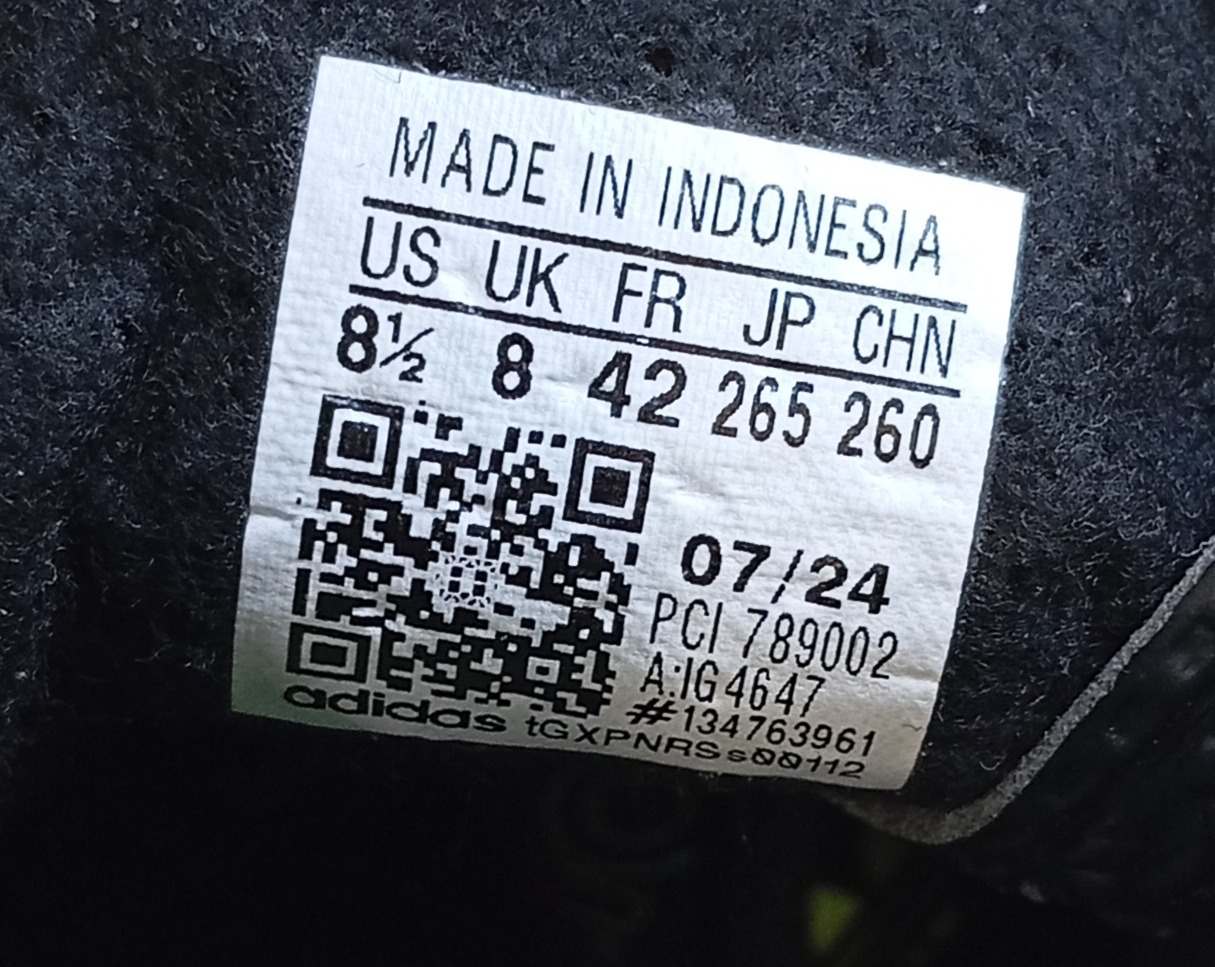 MADE IN INDONESIA
US UK FR JP CHN
8½ 8 42 265 260
07/24
PCI 789002
A:IG4647
#134763961
adidas tGXPNRSs00112